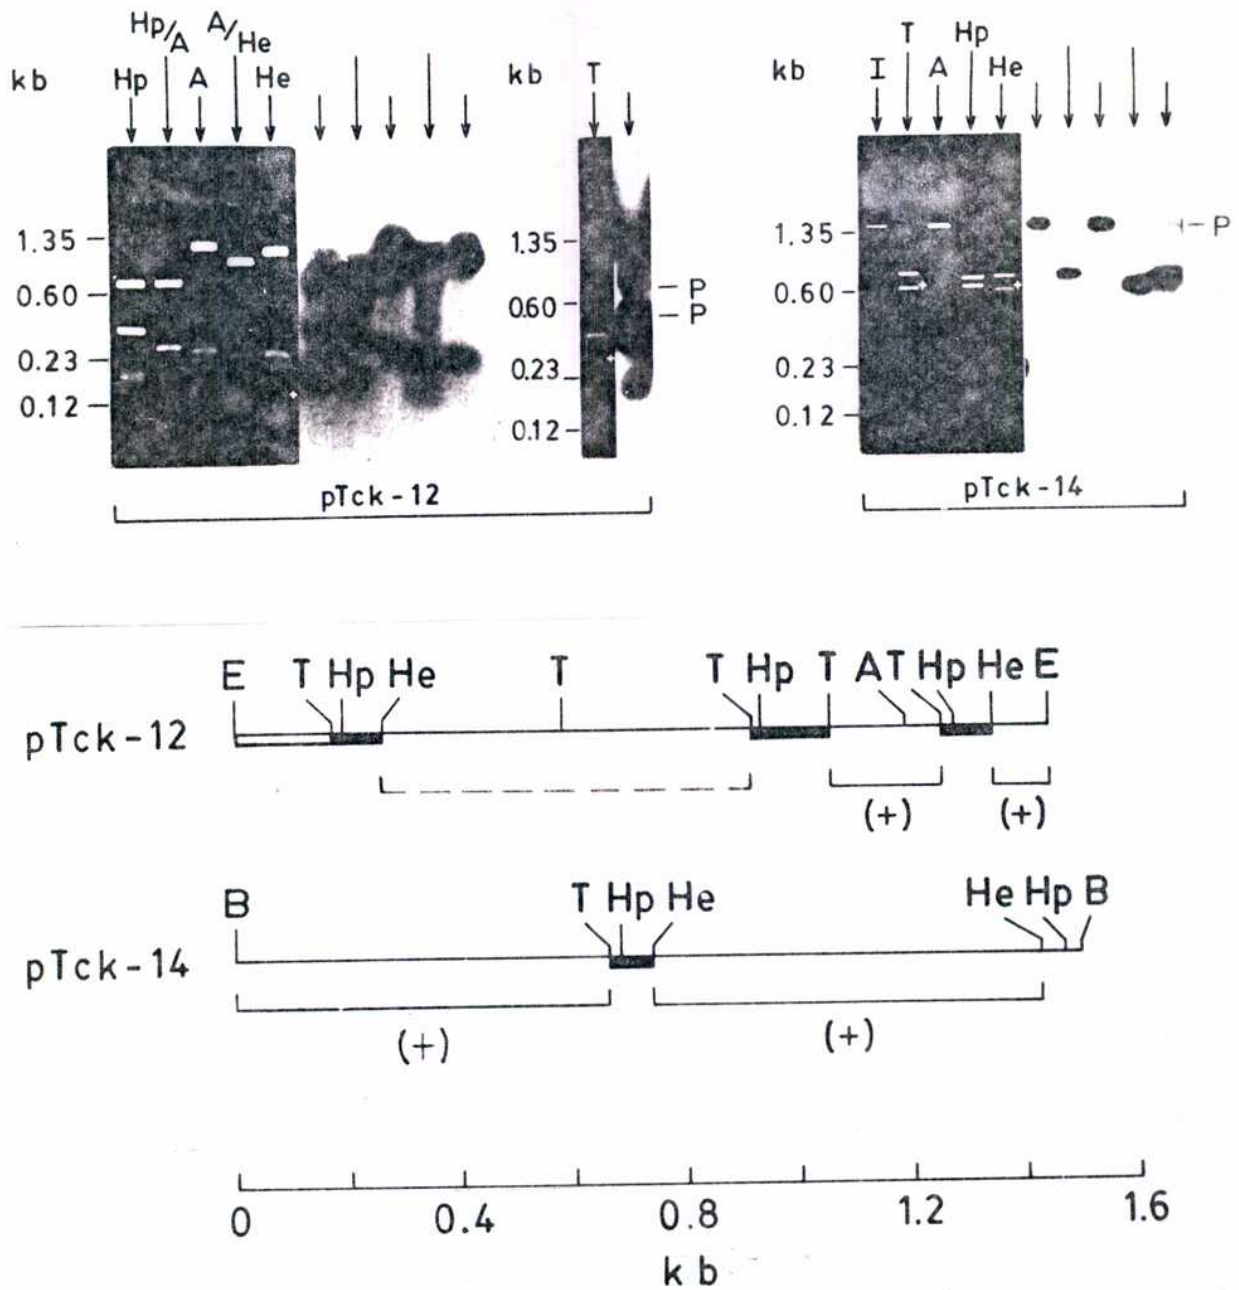 Hp/A A/He
kb Hp A He
1.35
0.60
0.23
0.12
kb T
1.35
0.60
0.23
0.12
P
P
pTck-12
T Hp
kb I A He
1.35
0.60
0.23
0.12
P
pTck-14
E T Hp He T T Hp T A T Hp He E
pTck-12
(+) (+)
B T Hp He He Hp B
pTck-14
(+) (+)
0 0.4 0.8 1.2 1.6
kb